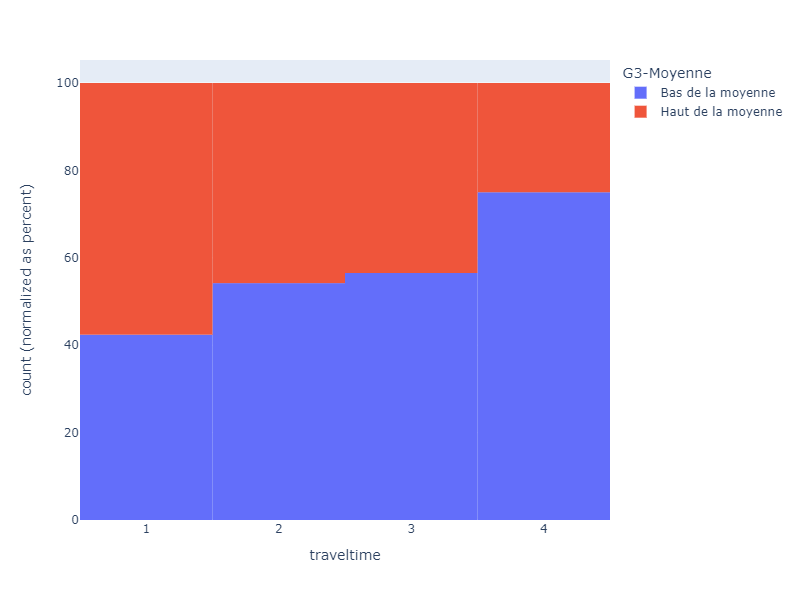 G3-Moyenne
Bas de la moyenne
Haut de la moyenne
count (normalized as percent)
100
80
60
40
20
0
1 2 3 4
traveltime